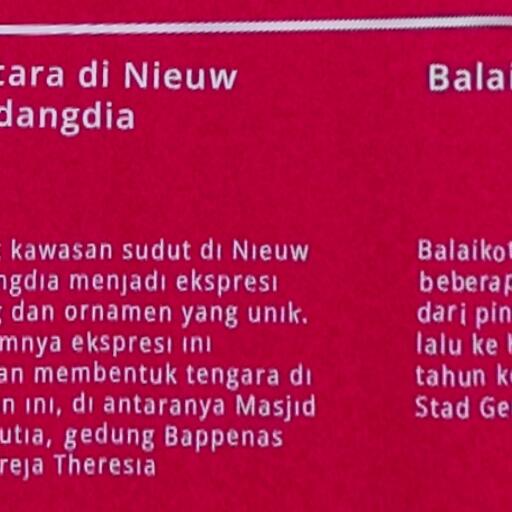 tara di Nieuw
dangdia
kawasan sudut di Nieuw
ngdia menjadi ekspresi
dan ornamen yang unik.
mnya ekspresi ini
an membentuk tengara di
n ini, di antaranya Masjid
utia, gedung Bappenas
reja Theresia
Balai
Balaikot
beberap
dari pin
lalu ke
tahun k
Stad Ge